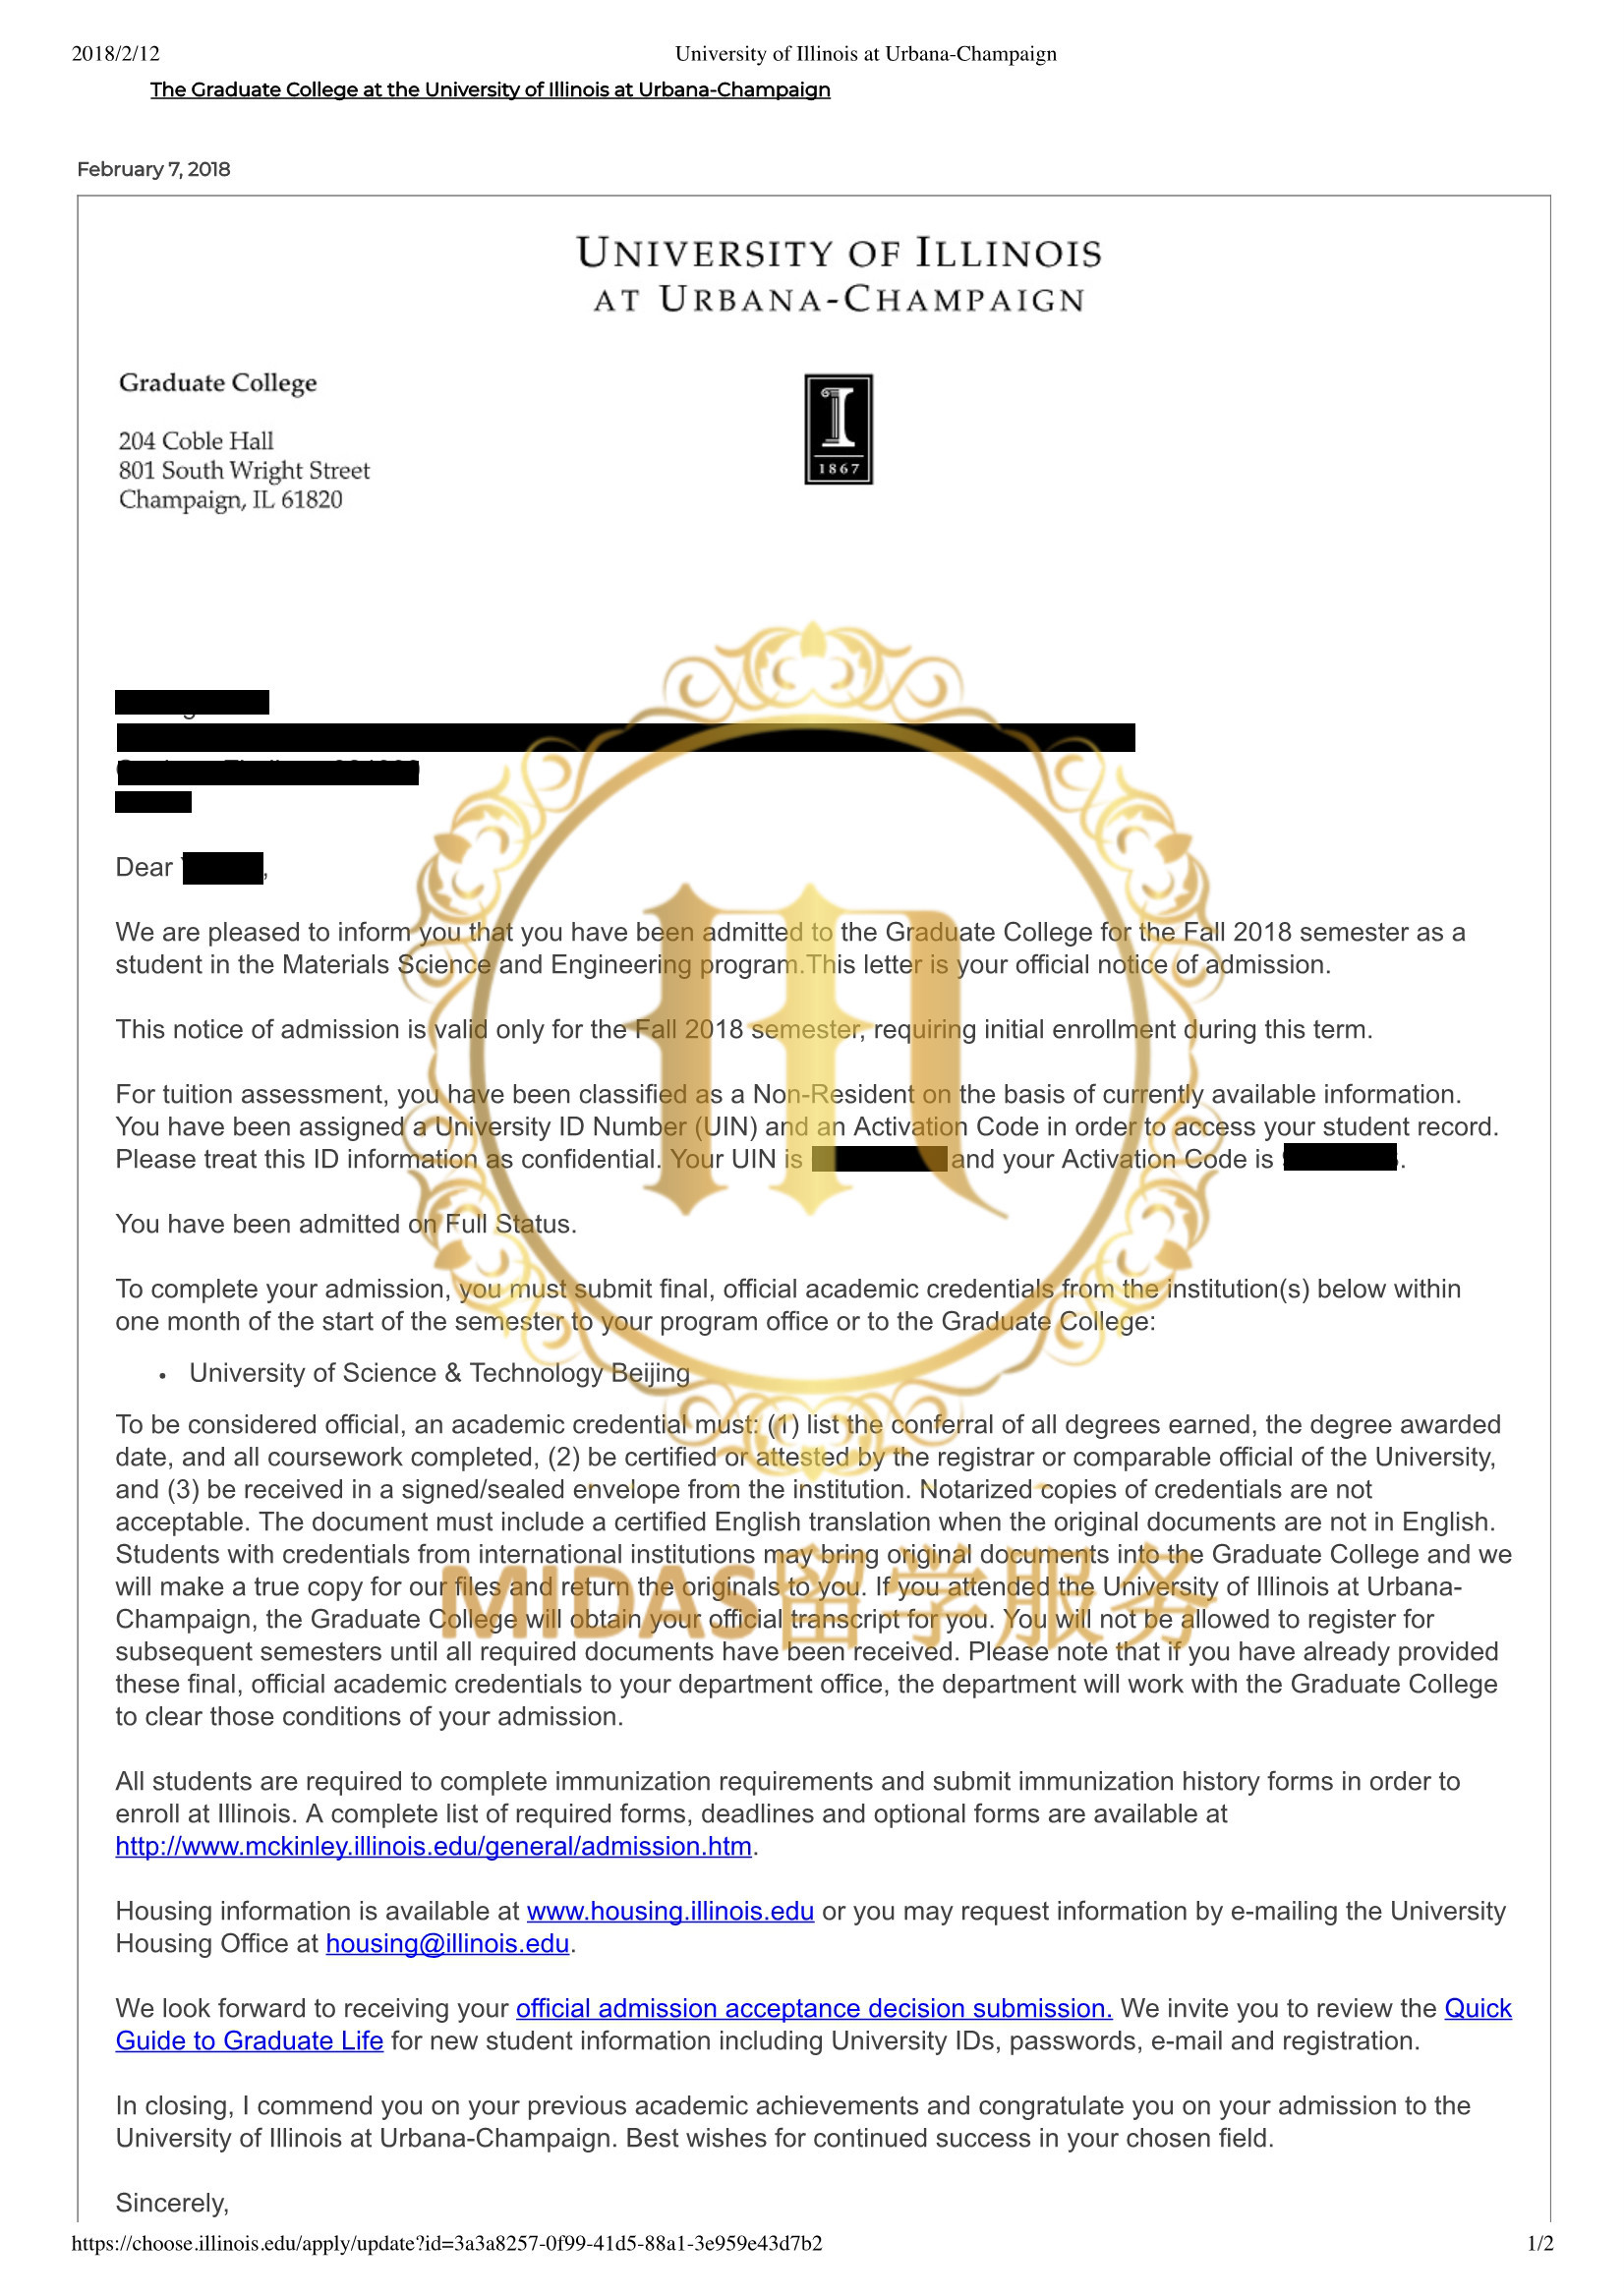 2018/2/12
University of Illinois at Urbana-Champaign
The Graduate College at the University of Illinois at Urbana-Champaign
February 7, 2018
UNIVERSITY OF ILLINOIS
AT URBANA-CHAMPAIGN
Graduate College
204 Coble Hall
801 South Wright Street
Champaign, IL 61820
I
1867
Dear ,
We are pleased to inform you that you have been admitted to the Graduate College for the Fall 2018 semester as a
student in the Materials Science and Engineering program.This letter is your official notice of admission.
This notice of admission is valid only for the Fall 2018 semester, requiring initial enrollment during this term.
For tuition assessment, you have been classified as a Non-Resident on the basis of currently available information.
You have been assigned a University ID Number (UIN) and an Activation Code in order to access your student record.
Please treat this ID information as confidential. Your UIN is and your Activation Code is .
You have been admitted on Full Status.
To complete your admission, you must submit final, official academic credentials from the institution(s) below within
one month of the start of the semester to your program office or to the Graduate College:
• University of Science & Technology Beijing
To be considered official, an academic credential must: (1) list the conferral of all degrees earned, the degree awarded
date, and all coursework completed, (2) be certified or attested by the registrar or comparable official of the University,
and (3) be received in a signed/sealed envelope from the institution. Notarized copies of credentials are not
acceptable. The document must include a certified English translation when the original documents are not in English.
Students with credentials from international institutions may bring original documents into the Graduate College and we
will make a true copy for our files and return the originals to you. If you attended the University of Illinois at Urbana-
Champaign, the Graduate College will obtain your official transcript for you. You will not be allowed to register for
subsequent semesters until all required documents have been received. Please note that if you have already provided
these final, official academic credentials to your department office, the department will work with the Graduate College
to clear those conditions of your admission.
MIDAS留学服务
All students are required to complete immunization requirements and submit immunization history forms in order to
enroll at Illinois. A complete list of required forms, deadlines and optional forms are available at
http://www.mckinley.illinois.edu/general/admission.htm.
Housing information is available at www.housing.illinois.edu or you may request information by e-mailing the University
Housing Office at housing@illinois.edu.
We look forward to receiving your official admission acceptance decision submission. We invite you to review the Quick
Guide to Graduate Life for new student information including University IDs, passwords, e-mail and registration.
In closing, I commend you on your previous academic achievements and congratulate you on your admission to the
University of Illinois at Urbana-Champaign. Best wishes for continued success in your chosen field.
Sincerely,
https://choose.illinois.edu/apply/update?id=3a3a8257-0f99-41d5-88a1-3e959e43d7b2
1/2